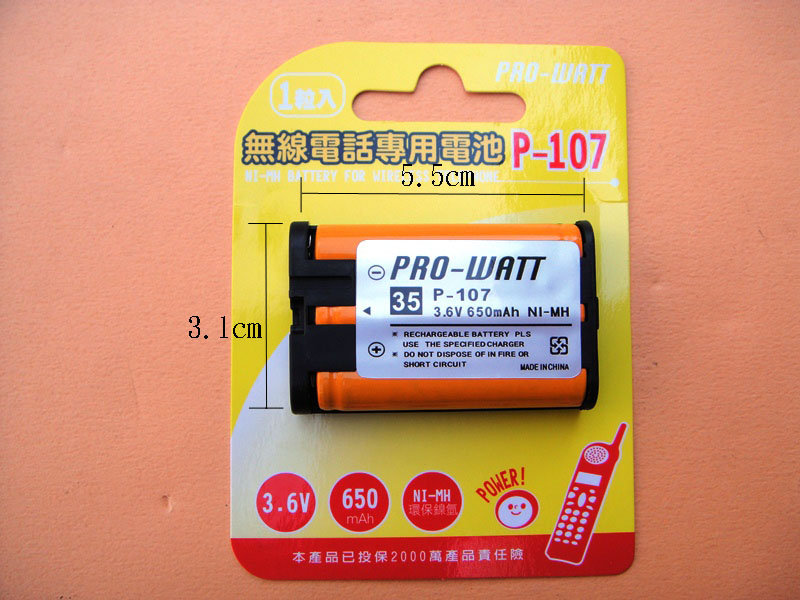 PRO-WATT
1粒入
無線電話專用電池 P-107
NI-MH BATTERY FOR WIRELESS PHONE
5.5cm
3.1cm
PRO-WATT
35 P-107
3.6V 650mAh NI-MH
※ RECHARGEABLE BATTERY PLS
USE THE SPECIFIED CHARGER
※ DO NOT DISPOSE OF IN FIRE OR
SHORT CIRCUIT
MADE IN CHINA
POWER!
3.6V
650
mAh
NI-MH
環保鎳氫
本產品已投保2000萬產品責任險